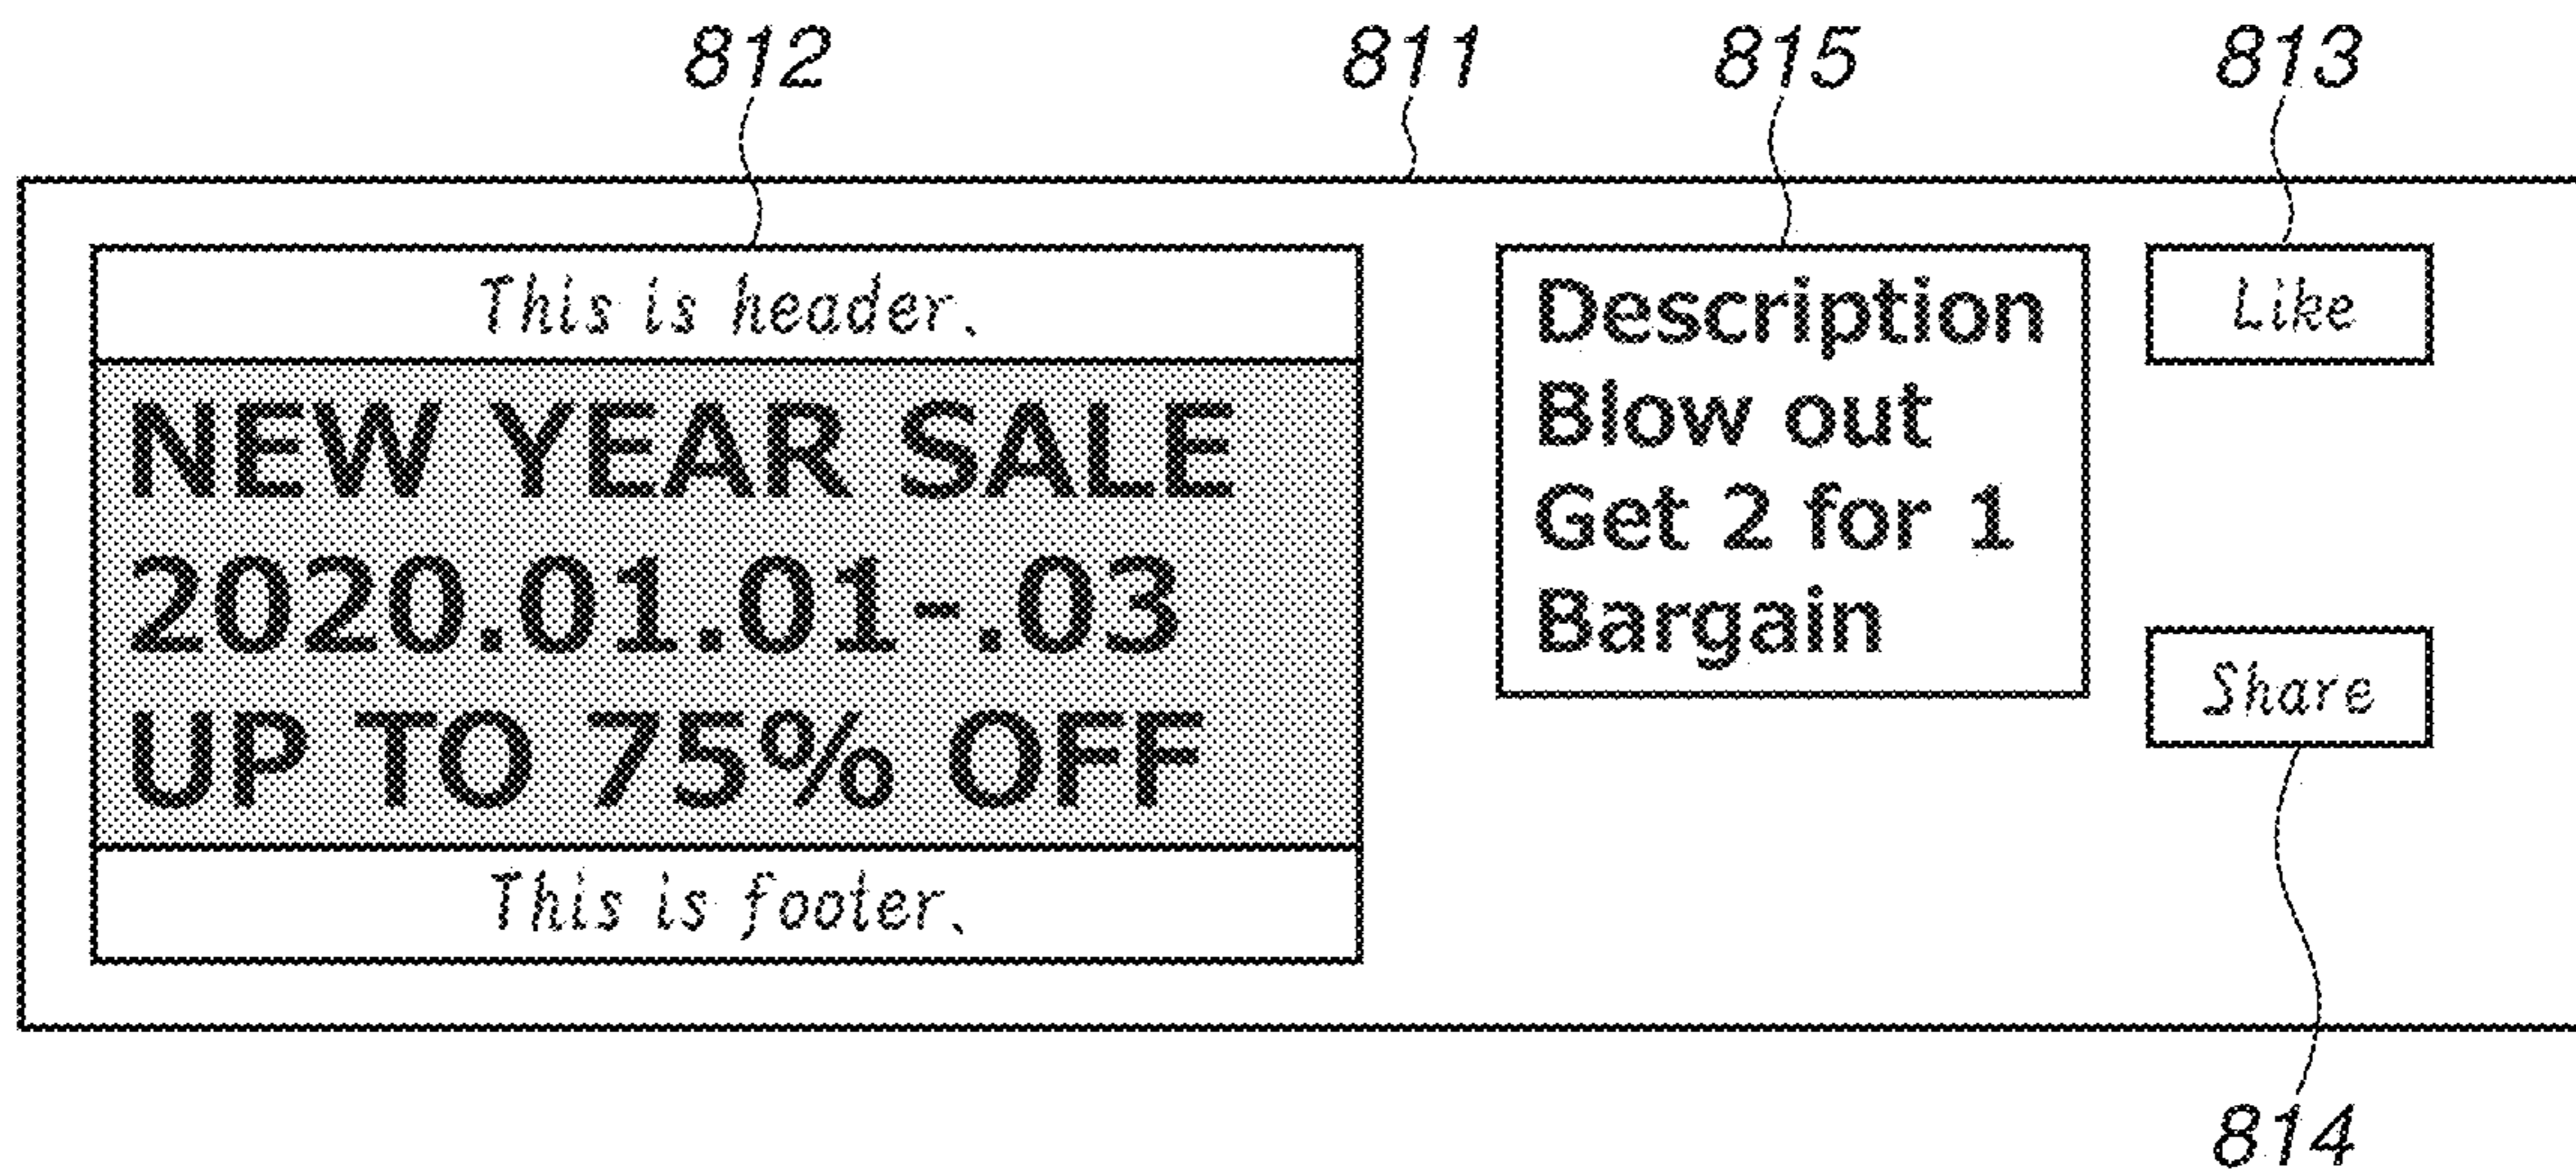 812 811 815 813
This is header.
NEW YEAR SALE
2020.01.01-.03
UP TO 75% OFF
This is footer.
Description
Blow out
Get 2 for 1
Bargain
Like
Share
814